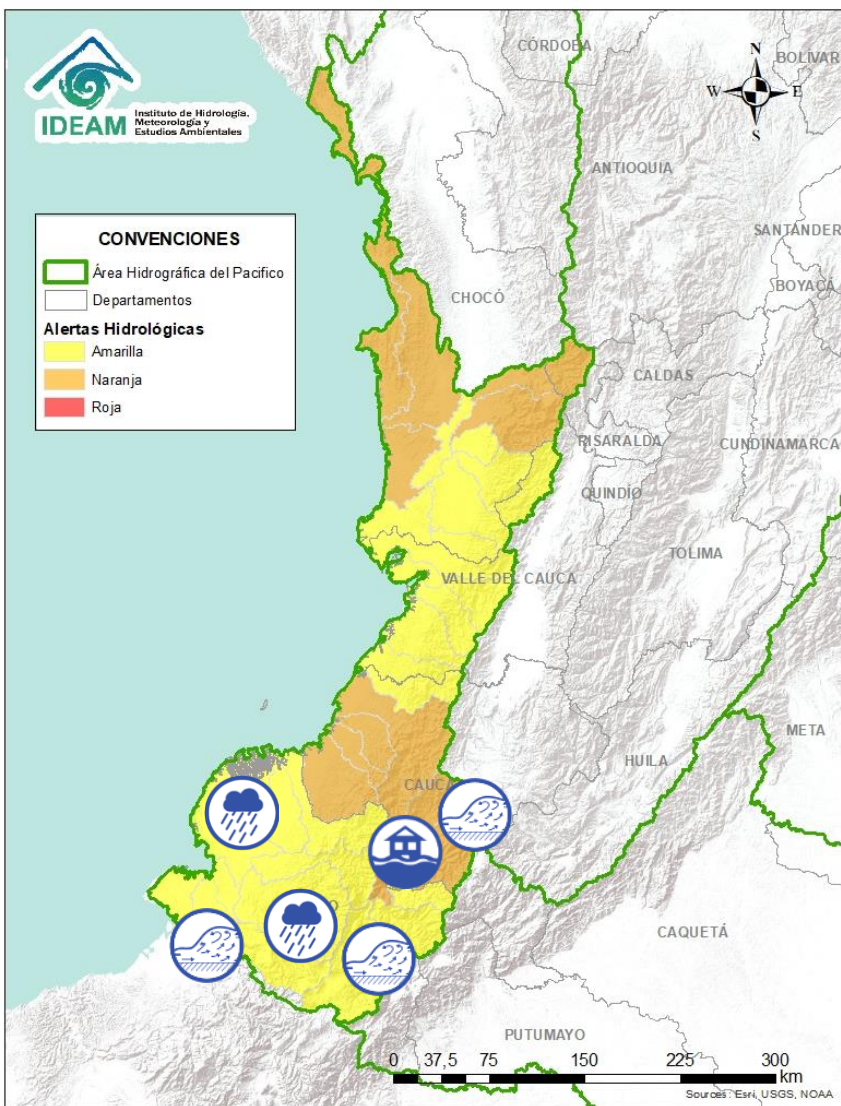 IDEAM
Instituto de Hidrología,
Meteorología y
Estudios Ambientales
CONVENCIONES
Área Hidrográfica del Pacifico
Departamentos
Alertas Hidrológicas
Amarilla
Naranja
Roja
N
W
E
S
CÓRDOBA
BOLIVAR
ANTIOQUIA
SANTANDER
BOYACÁ
CHOCÓ
CALDAS
RISARALDA
CUNDINAMARCA
QUINDÍO
TOLIMA
VALLE DEL CAUCA
META
HUILA
CAUCA
CAQUETÁ
PUTUMAYO
0 37,5 75 150 225 300
km
Sources: Esri, USGS, NOAA